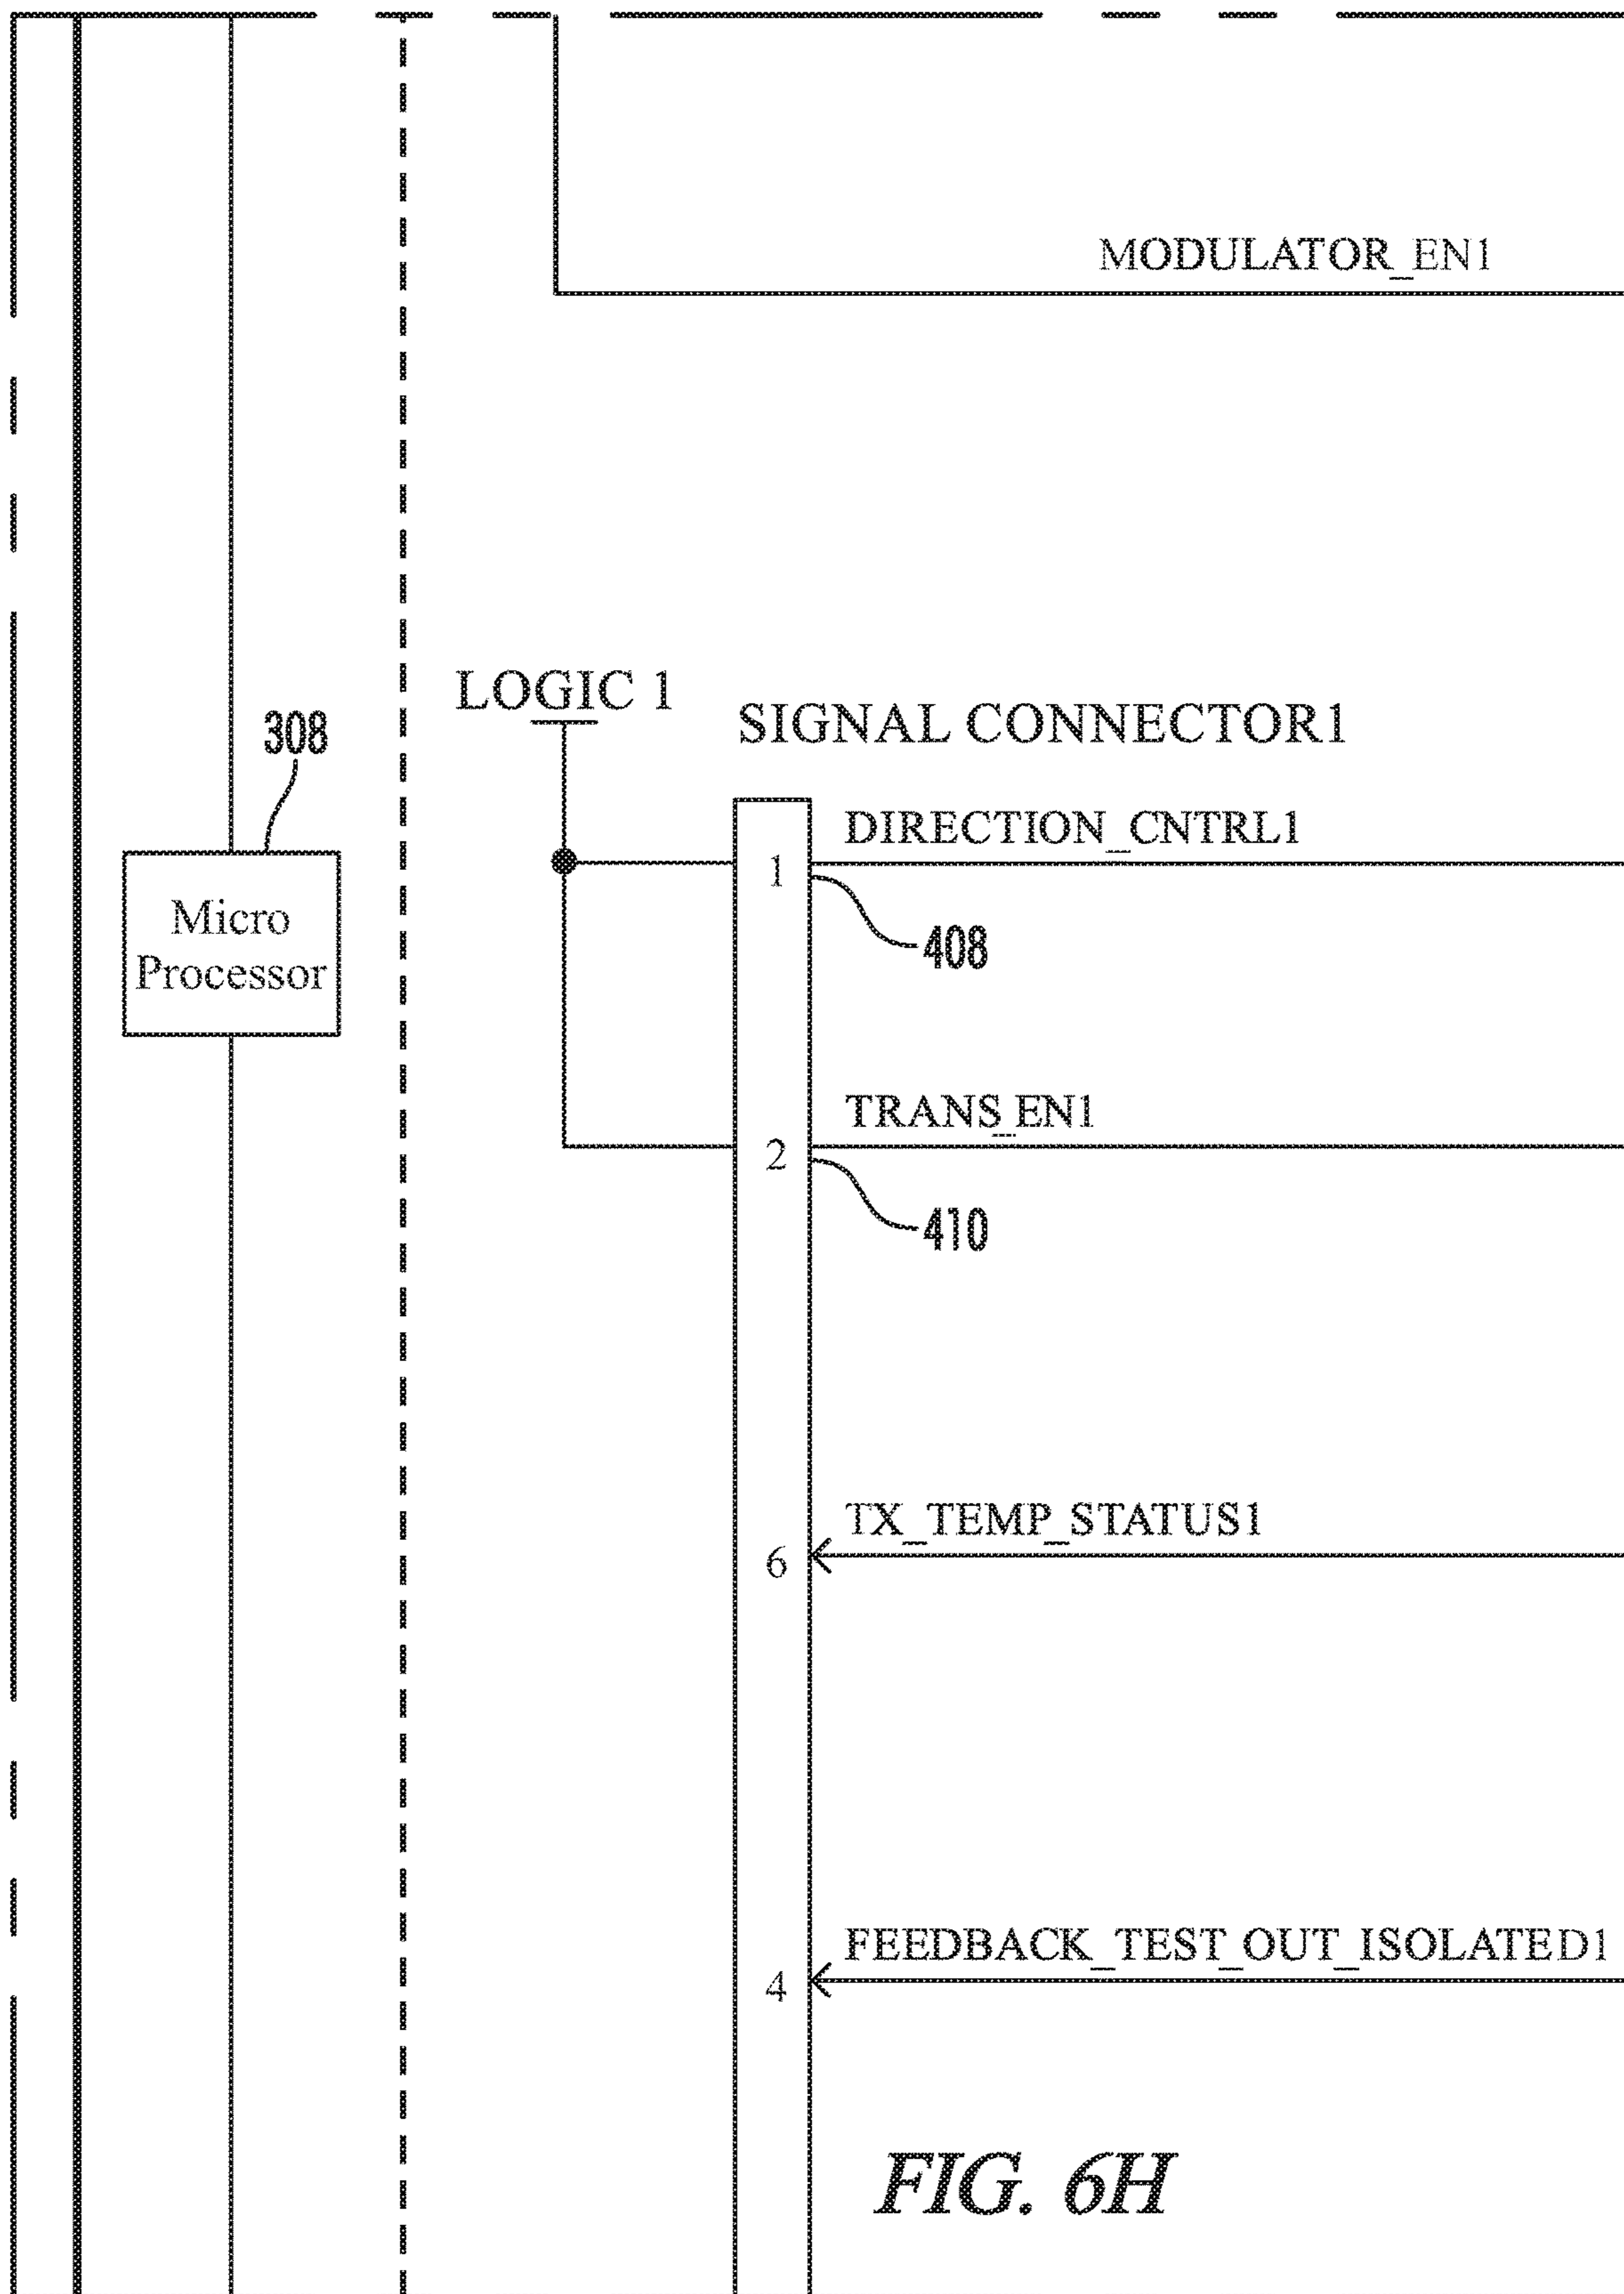 MODULATOR_EN1
LOGIC 1
SIGNAL CONNECTOR1
308
DIRECTION_CNTRL1
1
408
Micro
Processor
TRANS_EN1
2
410
TX_TEMP_STATUS1
6
FEEDBACK_TEST_OUT_ISOLATED1
4
FIG. 6H